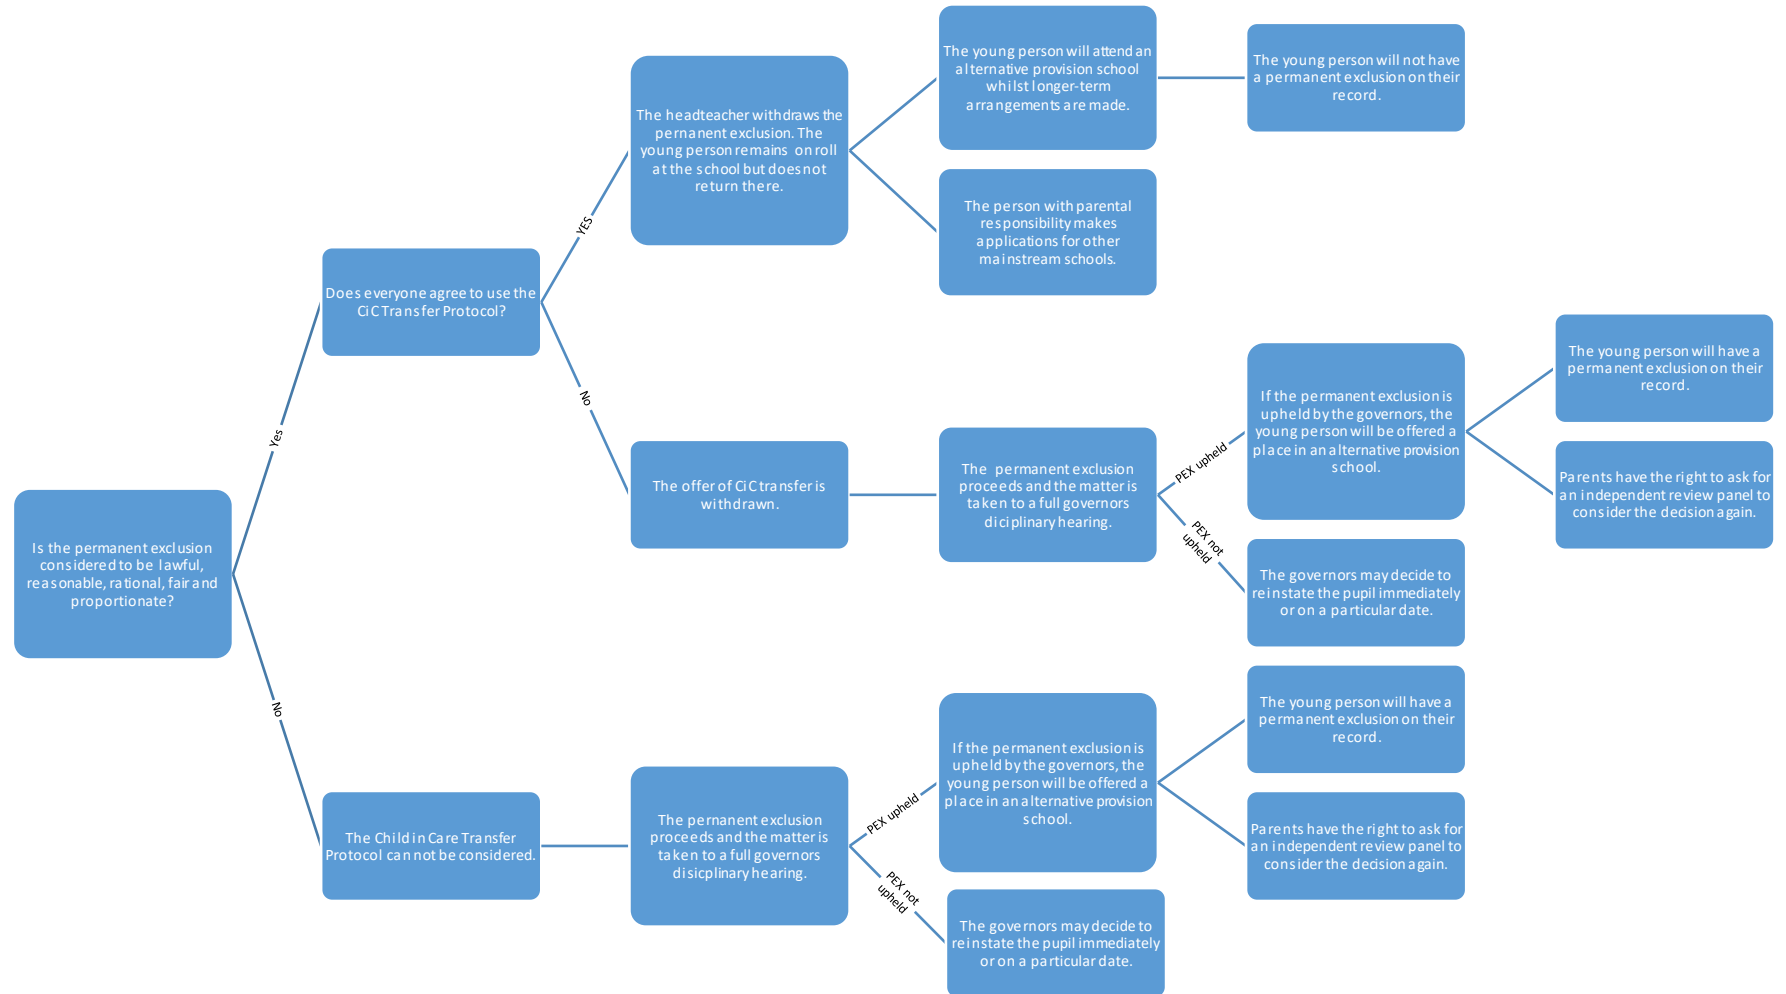 Is the permanent exclusion
considered to be lawful,
reasonable, rational, fair and
proportionate?
Yes
Does everyone agree to use the
CiC Transfer Protocol?
YES
The headteacher withdraws the
pernanent exclusion. The
young person remains on roll
at the school but does not
return there.
The young person will attend an
alternative provision school
whilst longer-term
arrangements are made.
The young person will not have
a permanent exclusion on their
record.
The person with parental
responsibility makes
applications for other
mainstream schools.
No
The offer of CiC transfer is
withdrawn.
The permanent exclusion
proceeds and the matter is
taken to a full governors
diciplinary hearing.
PEX upheld
If the permanent exclusion is
upheld by the governors, the
young person will be offered a
place in an alternative provision
school.
The young person will have a
permanent exclusion on their
record.
Parents have the right to ask for
an independent review panel to
consider the decision again.
PEX not
upheld
The governors may decide to
reinstate the pupil immediately
or on a particular date.
No
The Child in Care Transfer
Protocol can not be considered.
The permanent exclusion
proceeds and the matter is
taken to a full governors
disicplinary hearing.
PEX upheld
If the permanent exclusion is
upheld by the governors, the
young person will be offered a
place in an alternative provision
school.
The young person will have a
permanent exclusion on their
record.
Parents have the right to ask for
an independent review panel to
consider the decision again.
PEX not
upheld
The governors may decide to
reinstate the pupil immediately
or on a particular date.